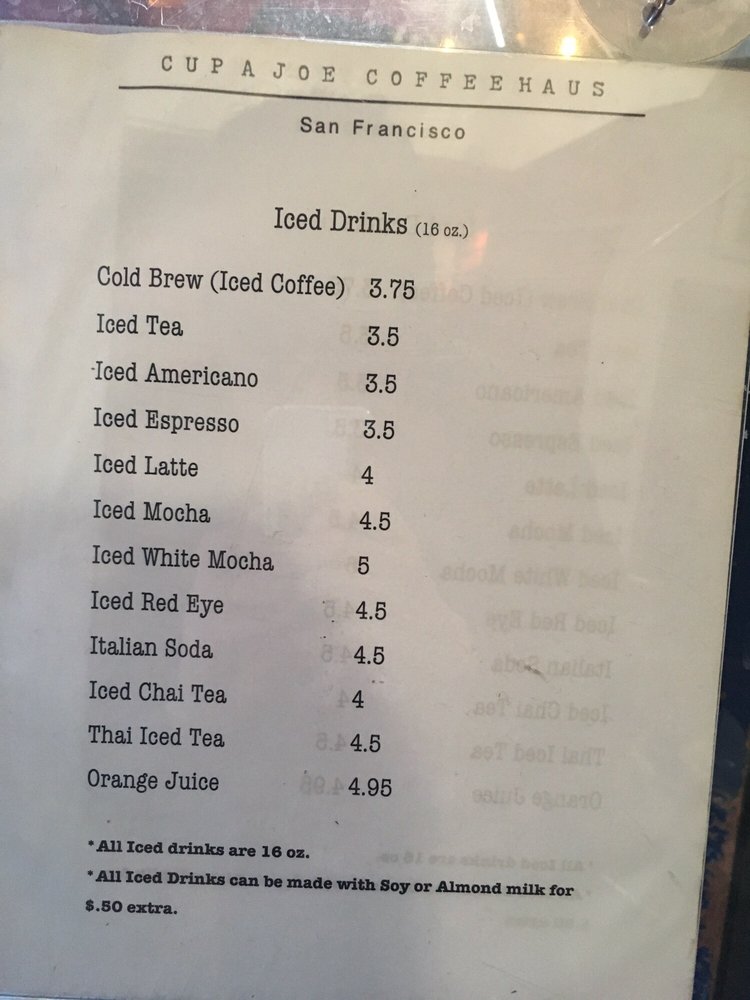 CUP A JOE COFFEEHAUS
San Francisco
Iced Drinks (16 oz.)
Cold Brew (Iced Coffee) 3.75
Iced Tea 3.5
Iced Americano 3.5
Iced Espresso 3.5
Iced Latte 4
Iced Mocha 4.5
Iced White Mocha 5
Iced Red Eye 4.5
Italian Soda 4.5
Iced Chai Tea 4
Thai Iced Tea 4.5
Orange Juice 4.95
*All Iced drinks are 16 oz.
*All Iced Drinks can be made with Soy or Almond milk for
$.50 extra.